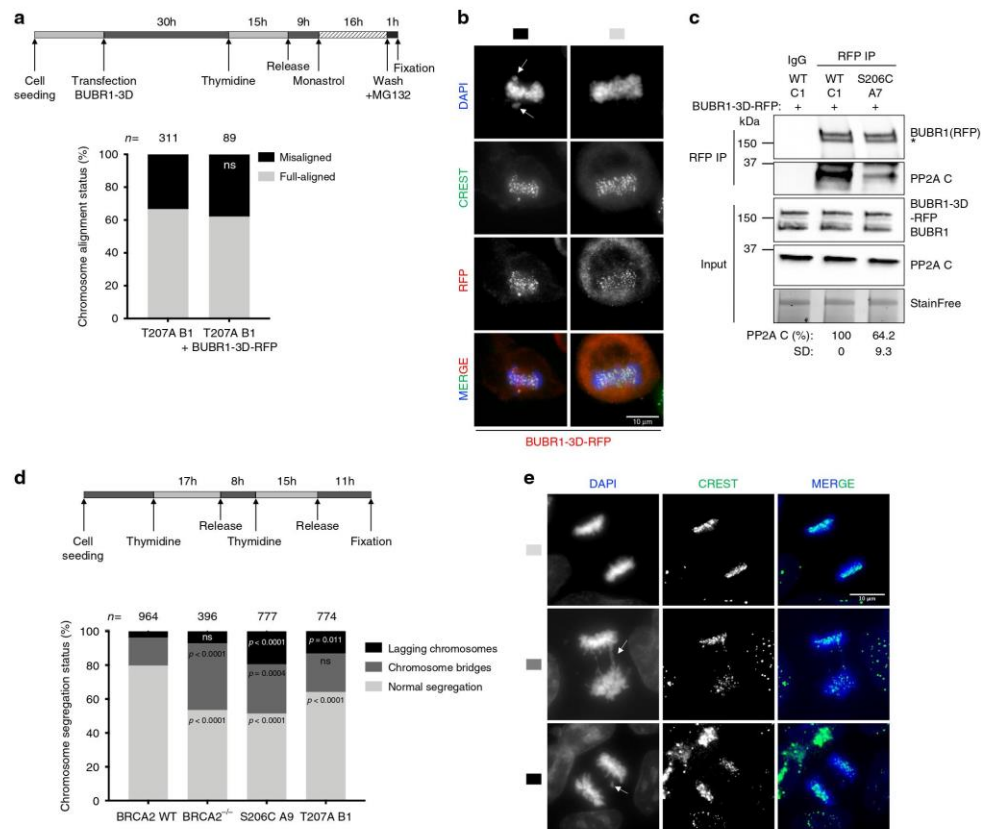 a
30h 15h 9h 16h 1h
Release Fixation
Cell seeding
Transfection BUBR1-3D
Thymidine
Monastrol
Wash +MG132
n= 311 89
Chromosome alignment status (%)
100
80
60
40
20
0
ns
Misaligned
Full-aligned
T207A B1
T207A B1 + BUBR1-3D-RFP
b
DAPI
CREST
RFP
MERGE
10 μm
BUBR1-3D-RFP
c
RFP IP
IgG
WT C1
WT C1
S206C A7
BUBR1-3D-RFP: + + +
kDa
RFP IP
150
BUBR1(RFP)
*
37
PP2A C
Input
150
BUBR1-3D -RFP
BUBR1
37
PP2A C
StainFree
PP2A C (%): 100 64.2
SD: 0 9.3
d
17h 8h 15h 11h
Release Release
Cell seeding
Thymidine
Thymidine
Fixation
n= 964 396 777 774
Chromosome segregation status (%)
100
80
60
40
20
0
ns
p < 0.0001
p < 0.0001
p < 0.0001
p = 0.0004
p < 0.0001
p = 0.011
ns
p < 0.0001
Lagging chromosomes
Chromosome bridges
Normal segregation
BRCA2 WT BRCA2-/- S206C A9 T207A B1
e
DAPI CREST MERGE
10 μm